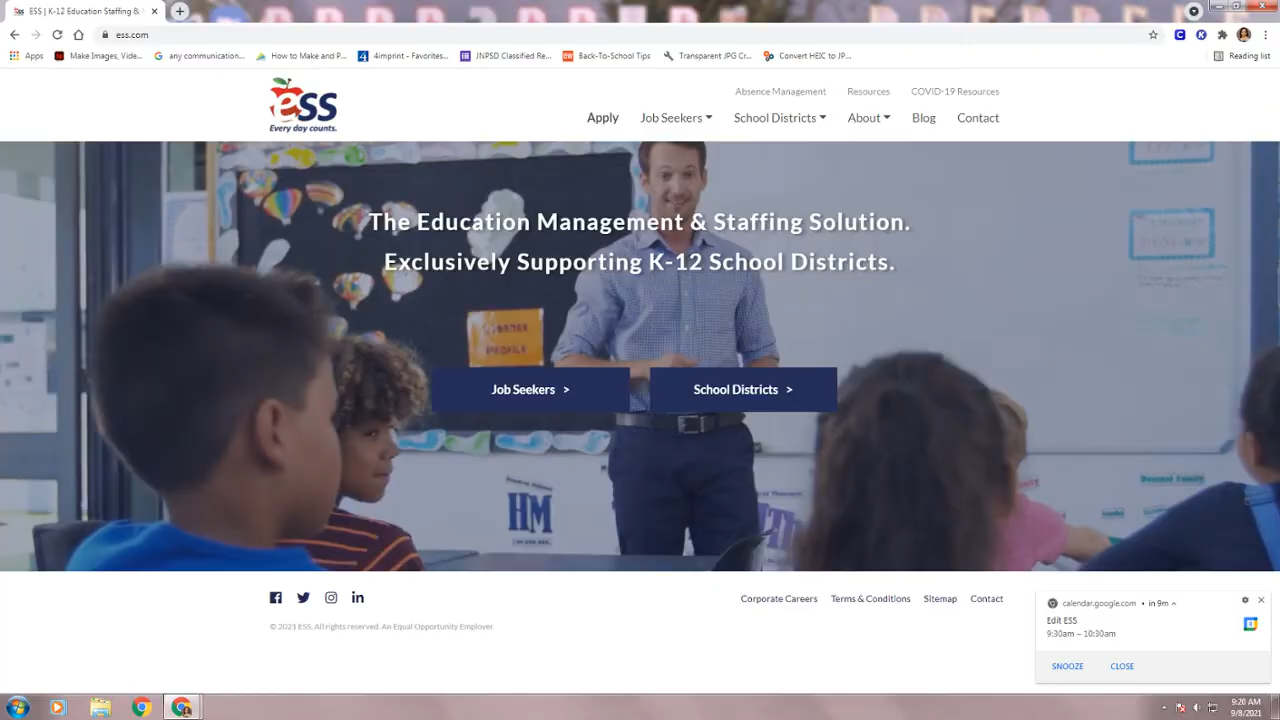 ESS | K-12 Education Staffing &
ess.com
Apps
Make Images, Vide...
any communication...
How to Make and P...
4imprint - Favorites...
JNPSD Classified Re...
Back-To-School Tips
Transparent JPG Cr...
Convert HEIC to JP...
Reading list
ess
Every day counts.
Absence Management
Resources
COVID-19 Resources
Apply
Job Seekers
School Districts
About
Blog
Contact
The Education Management & Staffing Solution.
Exclusively Supporting K-12 School Districts.
Job Seekers >
School Districts >
HM
Decimal Family
Corporate Careers
Terms & Conditions
Sitemap
Contact
© 2021 ESS. All rights reserved. An Equal Opportunity Employer.
calendar.google.com • in 9m
Edit ESS
9:30am – 10:30am
SNOOZE
CLOSE
9:20 AM
9/8/2021